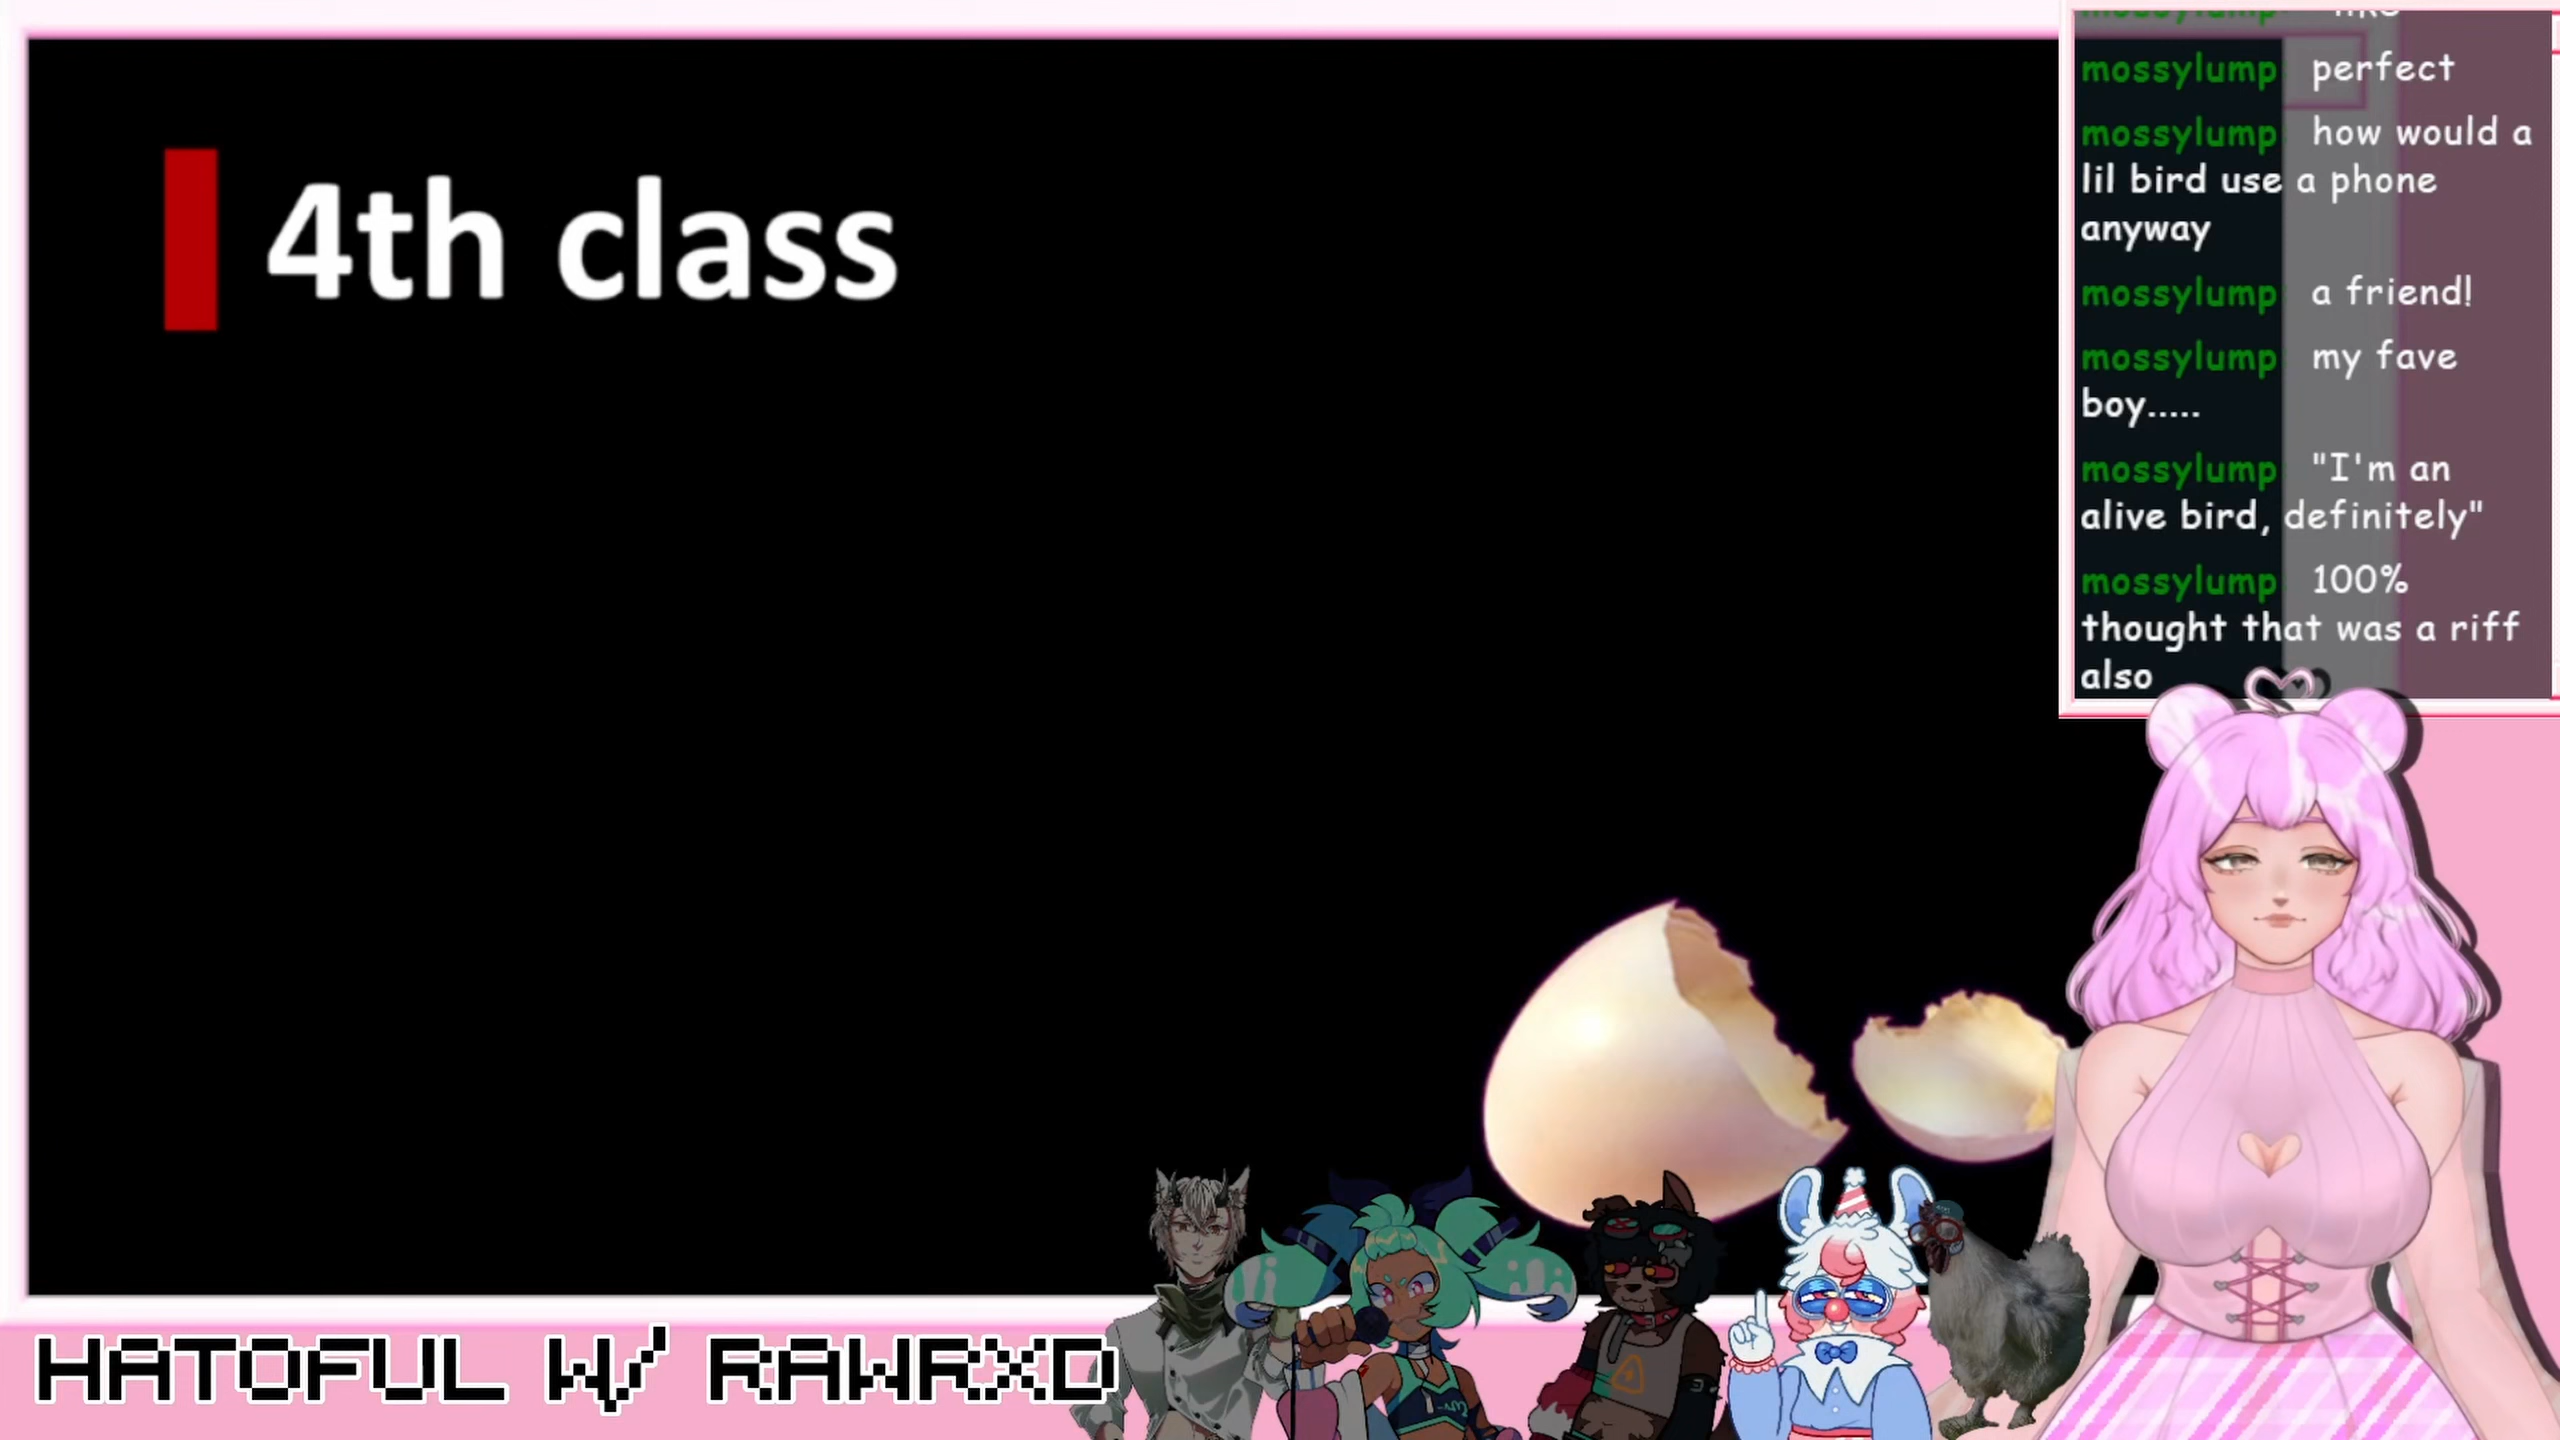 4th class
mossylump perfect
mossylump how would a
lil bird use a phone
anyway
mossylump a friend!
mossylump my fave
boy.....
mossylump "I'm an
alive bird, definitely"
mossylump 100%
thought that was a riff
also
HATOFUL W/ RAWRXD